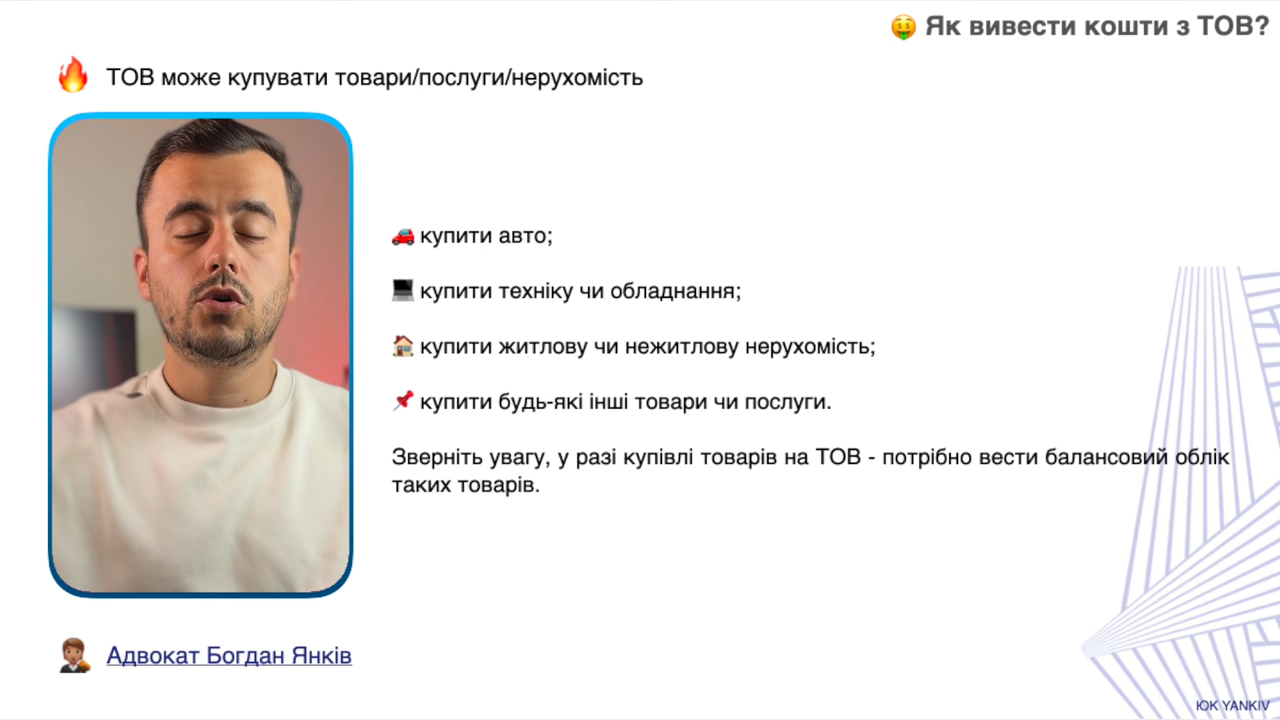 🤑 Як вивести кошти з ТОВ?
🔥 ТОВ може купувати товари/послуги/нерухомість
🚗 купити авто;
💻 купити техніку чи обладнання;
🏠 купити житлову чи нежитлову нерухомість;
📌 купити будь-які інші товари чи послуги.
Зверніть увагу, у разі купівлі товарів на ТОВ - потрібно вести балансовий облік
таких товарів.
Адвокат Богдан Янків
ЮК YANKIV